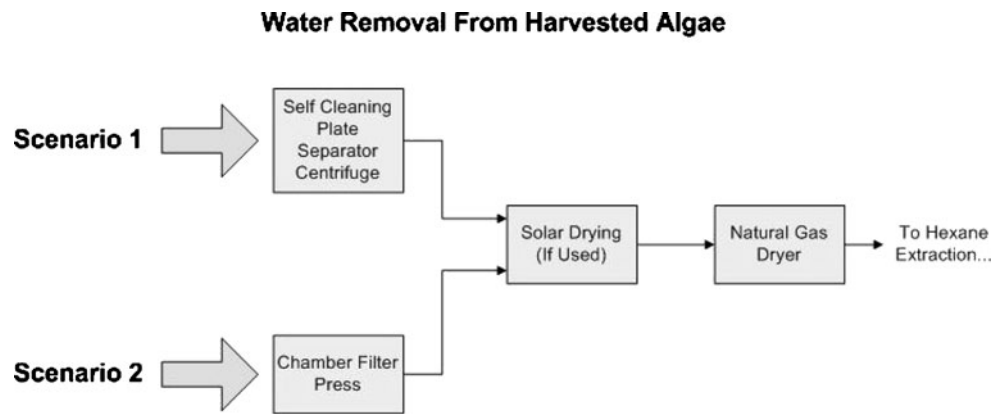 Water Removal From Harvested Algae
Scenario 1
Self Cleaning
Plate
Separator
Centrifuge
Solar Drying
(If Used)
Natural Gas
Dryer
To Hexane
Extraction...
Scenario 2
Chamber Filter
Press